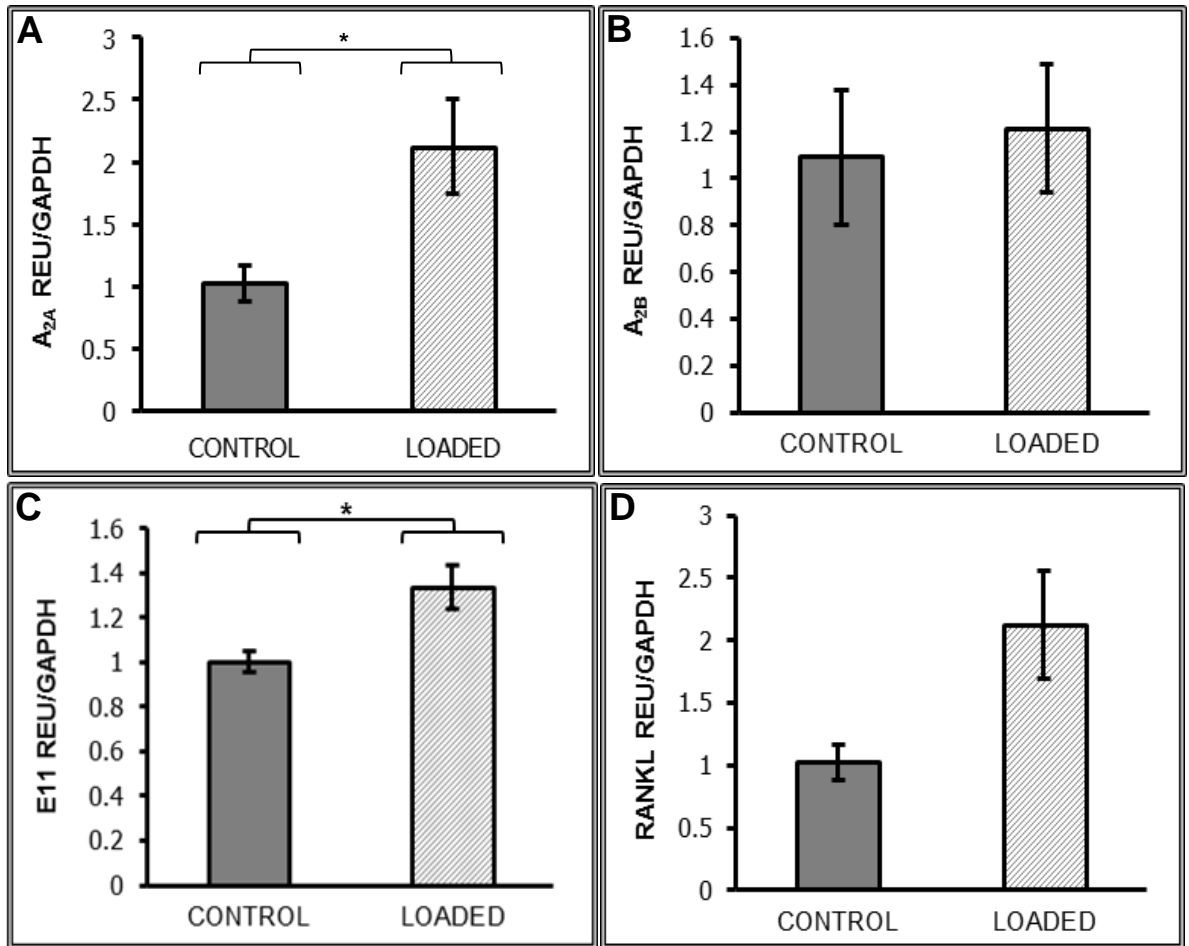 A
*
A2A REU/GAPDH
3
2.5
2
1.5
1
0.5
0
CONTROL LOADED
B
A2B REU/GAPDH
1.6
1.4
1.2
1
0.8
0.6
0.4
0.2
0
CONTROL LOADED
C
*
E11 REU/GAPDH
1.6
1.4
1.2
1
0.8
0.6
0.4
0.2
0
CONTROL LOADED
D
RANKL REU/GAPDH
3
2.5
2
1.5
1
0.5
0
CONTROL LOADED